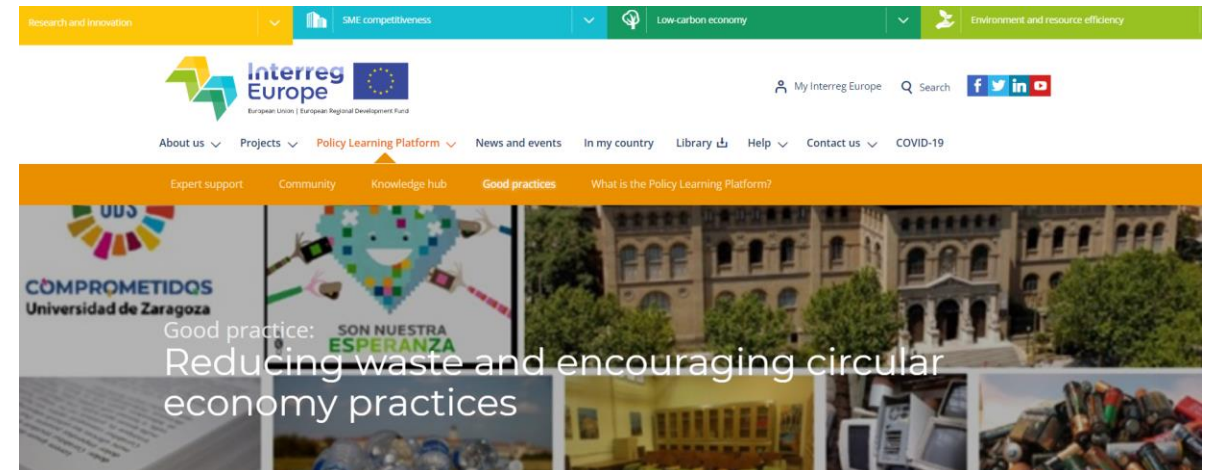 Research and innovation
SME competitiveness
Low-carbon economy
Environment and resource efficiency
Interreg
Europe
European Union | European Regional Development Fund
My Interreg Europe
Search
About us
Projects
Policy Learning Platform
News and events
In my country
Library
Help
Contact us
COVID-19
Expert support
Community
Knowledge hub
Good practices
What is the Policy Learning Platform?
ODS
COMPROMETIDOS
Universidad de Zaragoza
SON NUESTRA
ESPERANZA
Good practice:
Reducing waste and encouraging circular
economy practices